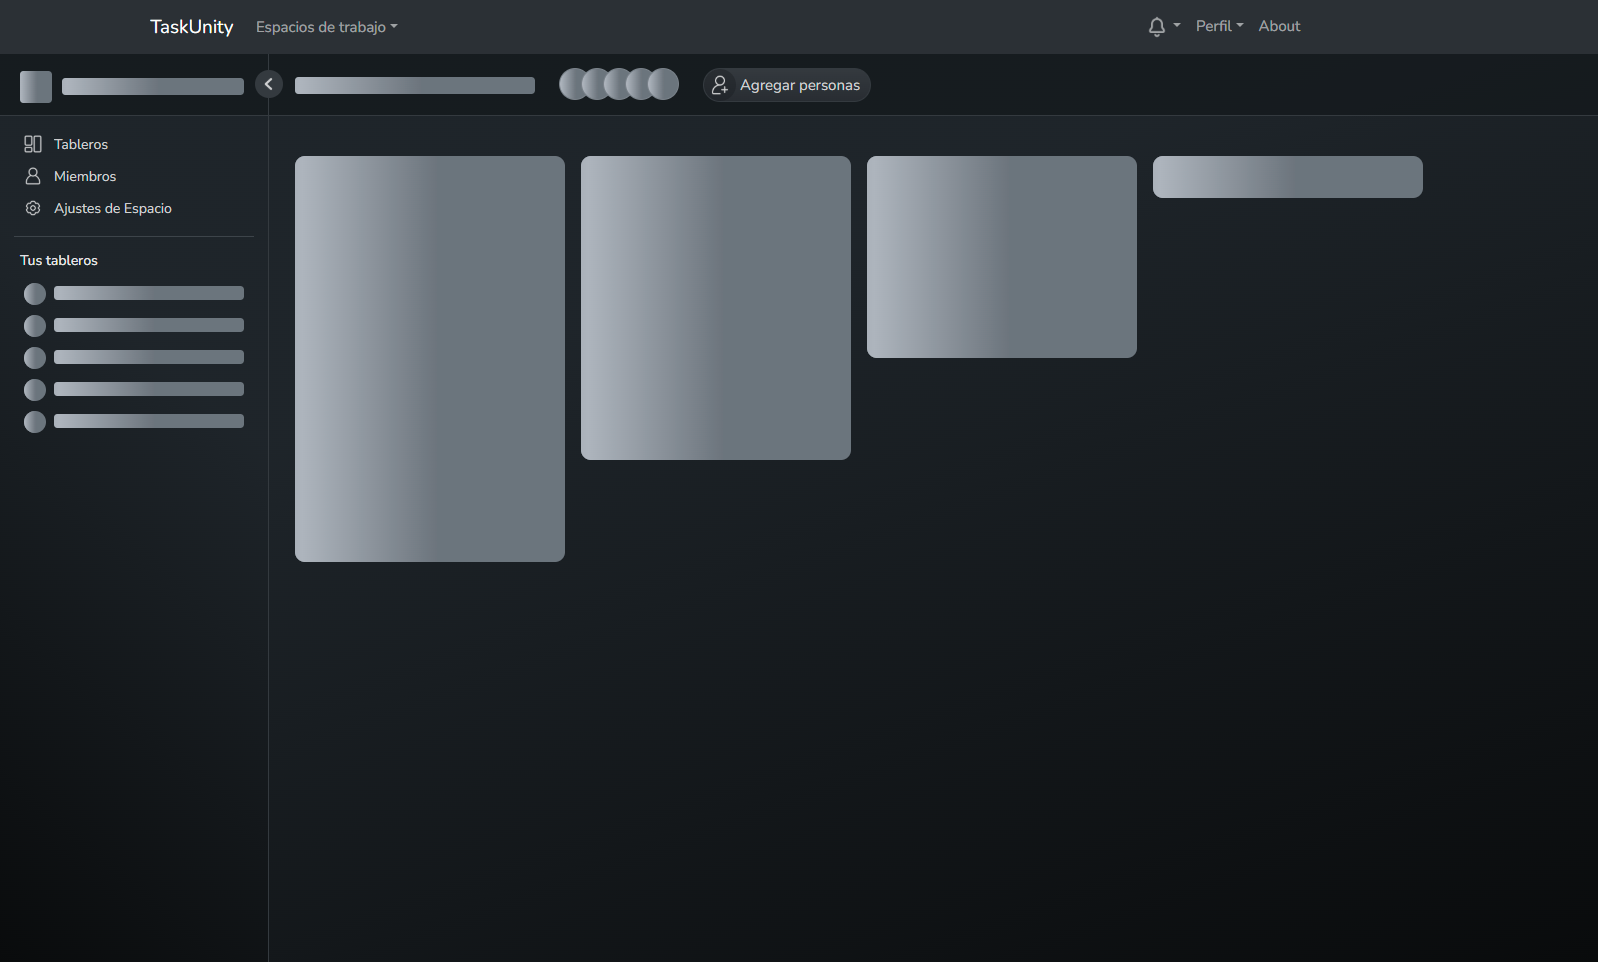 TaskUnity
Espacios de trabajo
Perfil
About
Agregar personas
Tableros
Miembros
Ajustes de Espacio
Tus tableros